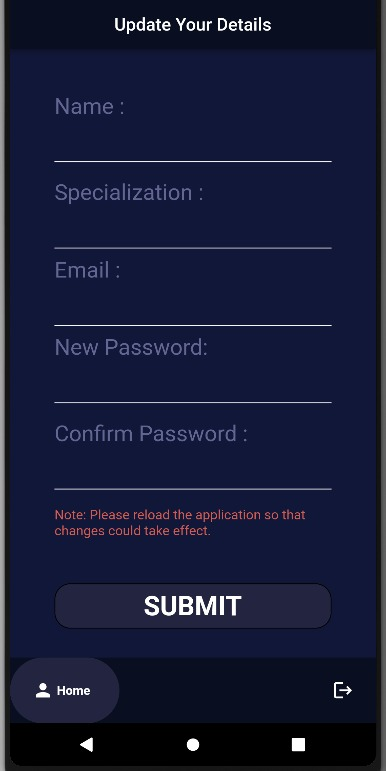 Update Your Details
Name :
Specialization :
Email :
New Password:
Confirm Password :
Note: Please reload the application so that
changes could take effect.
SUBMIT
Home